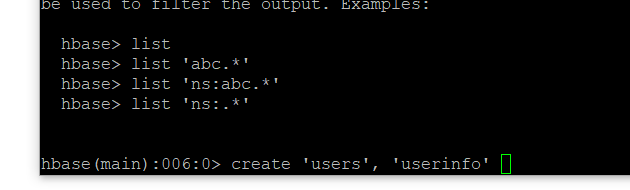 be used to filter the output. Examples:
hbase> list
hbase> list 'abc.*'
hbase> list 'ns:abc.*'
hbase> list 'ns:.*'
hbase(main):006:0> create 'users', 'userinfo'